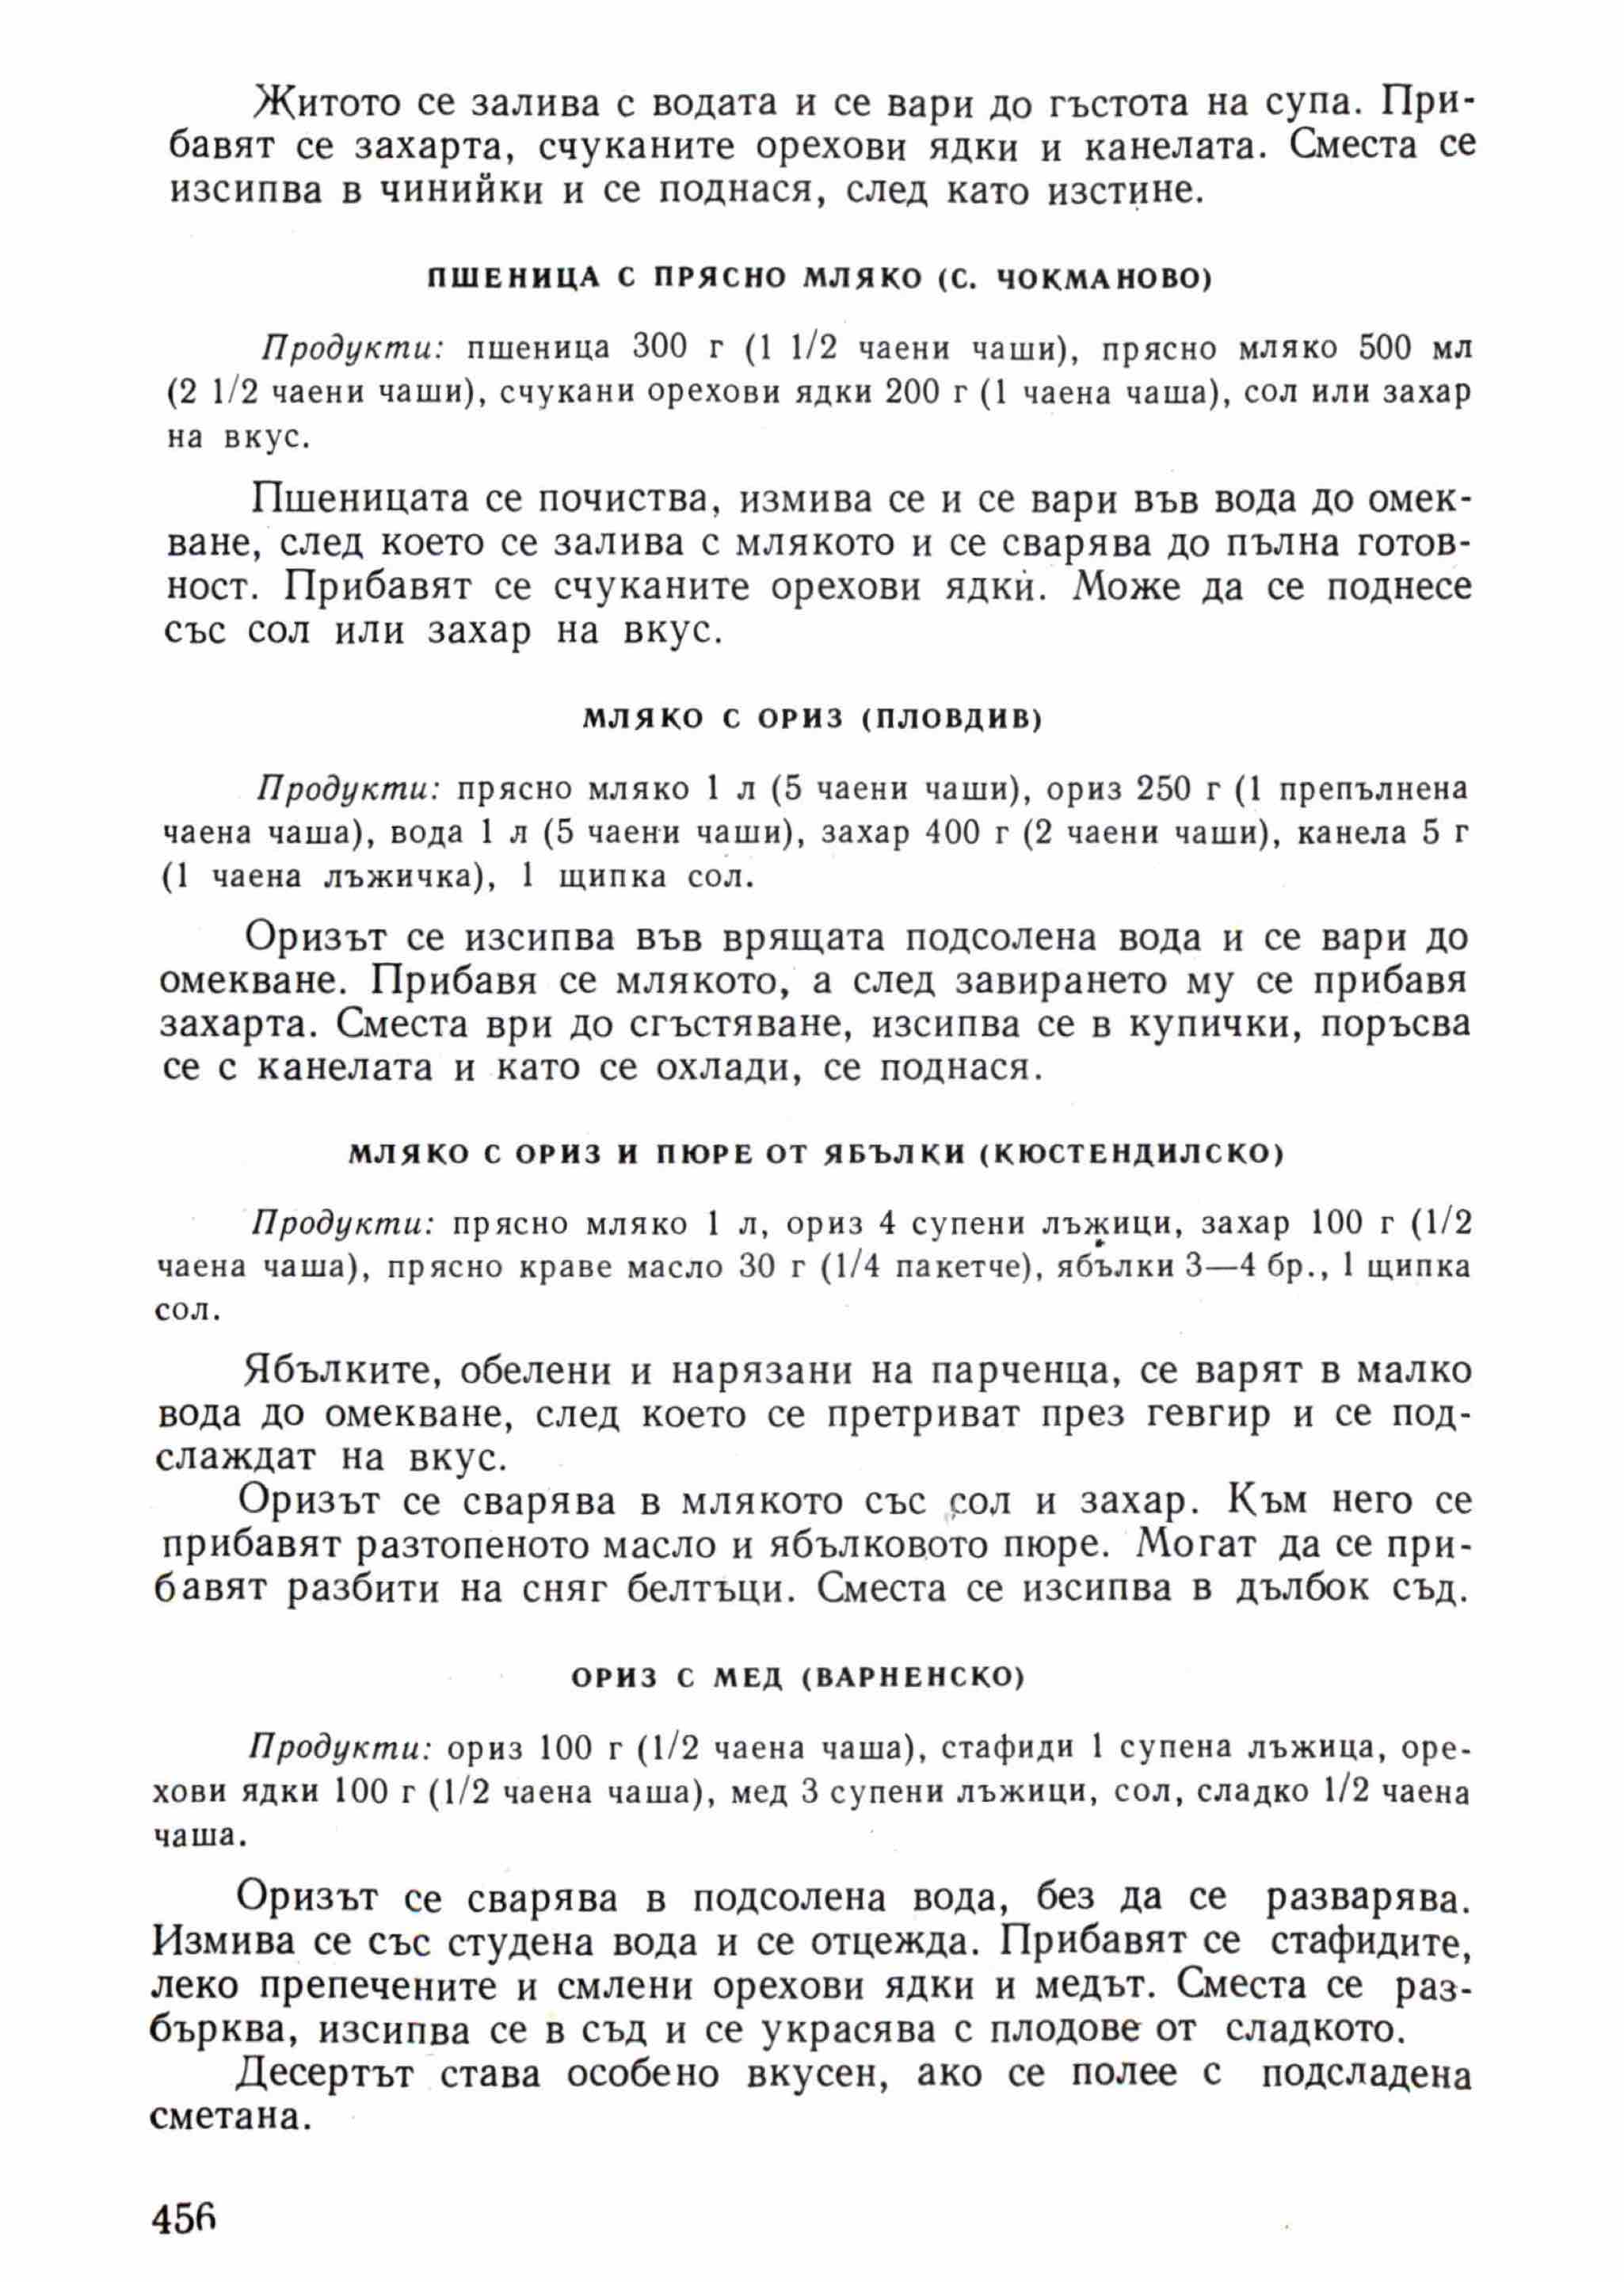 Житото се залива с водата и се вари до гъстота на супа. При-
бавят се захарта, счуканите орехови ядки и канелата. Сместа се
изсипва в чинийки и се поднася, след като изстине.
ПШЕНИЦА С ПРЯСНО МЛЯКО (С. ЧОКМАНОВО)
Продукти: пшеница 300 г (1 1/2 чаени чаши), прясно мляко 500 мл
(2 1/2 чаени чаши), счукани орехови ядки 200 г (1 чаена чаша), сол или захар
на вкус.
Пшеницата се почиства, измива се и се вари във вода до омек-
ване, след което се залива с млякото и се сварява до пълна готов-
ност. Прибавят се счуканите орехови ядки. Може да се поднесе
със сол или захар на вкус.
МЛЯКО С ОРИЗ (ПЛОВДИВ)
Продукти: прясно мляко 1 л (5 чаени чаши), ориз 250 г (1 препълнена
чаена чаша), вода 1 л (5 чаени чаши), захар 400 г (2 чаени чаши), канела 5 г
(1 чаена лъжичка), 1 щипка сол.
Оризът се изсипва във врящата подсолена вода и се вари до
омекване. Прибавя се млякото, а след завирането му се прибавя
захарта. Сместа ври до сгъстяване, изсипва се в купички, поръсва
се с канелата и като се охлади, се поднася.
МЛЯКО С ОРИЗ И ПЮРЕ ОТ ЯБЪЛКИ (КЮСТЕНДИЛСКО)
Продукти: прясно мляко 1 л, ориз 4 супени лъжици, захар 100 г (1/2
чаена чаша), прясно краве масло 30 г (1/4 пакетче), ябълки 3—4 бр., 1 щипка
сол.
Ябълките, обелени и нарязани на парченца, се варят в малко
вода до омекване, след което се претриват през гевгир и се под-
слаждат на вкус.
Оризът се сварява в млякото със сол и захар. Към него се
прибавят разтопеното масло и ябълковото пюре. Могат да се при-
бавят разбити на сняг белтъци. Сместа се изсипва в дълбок съд.
ОРИЗ С МЕД (ВАРНЕНСКО)
Продукти: ориз 100 г (1/2 чаена чаша), стафиди 1 супена лъжица, оре-
хови ядки 100 г (1/2 чаена чаша), мед 3 супени лъжици, сол, сладко 1/2 чаена
чаша.
Оризът се сварява в подсолена вода, без да се разварява.
Измива се със студена вода и се отцежда. Прибавят се стафидите,
леко препечените и смлени орехови ядки и медът. Сместа се раз-
бърква, изсипва се в съд и се украсява с плодове от сладкото.
Десертът става особено вкусен, ако се полее с подсладена
сметана.
456